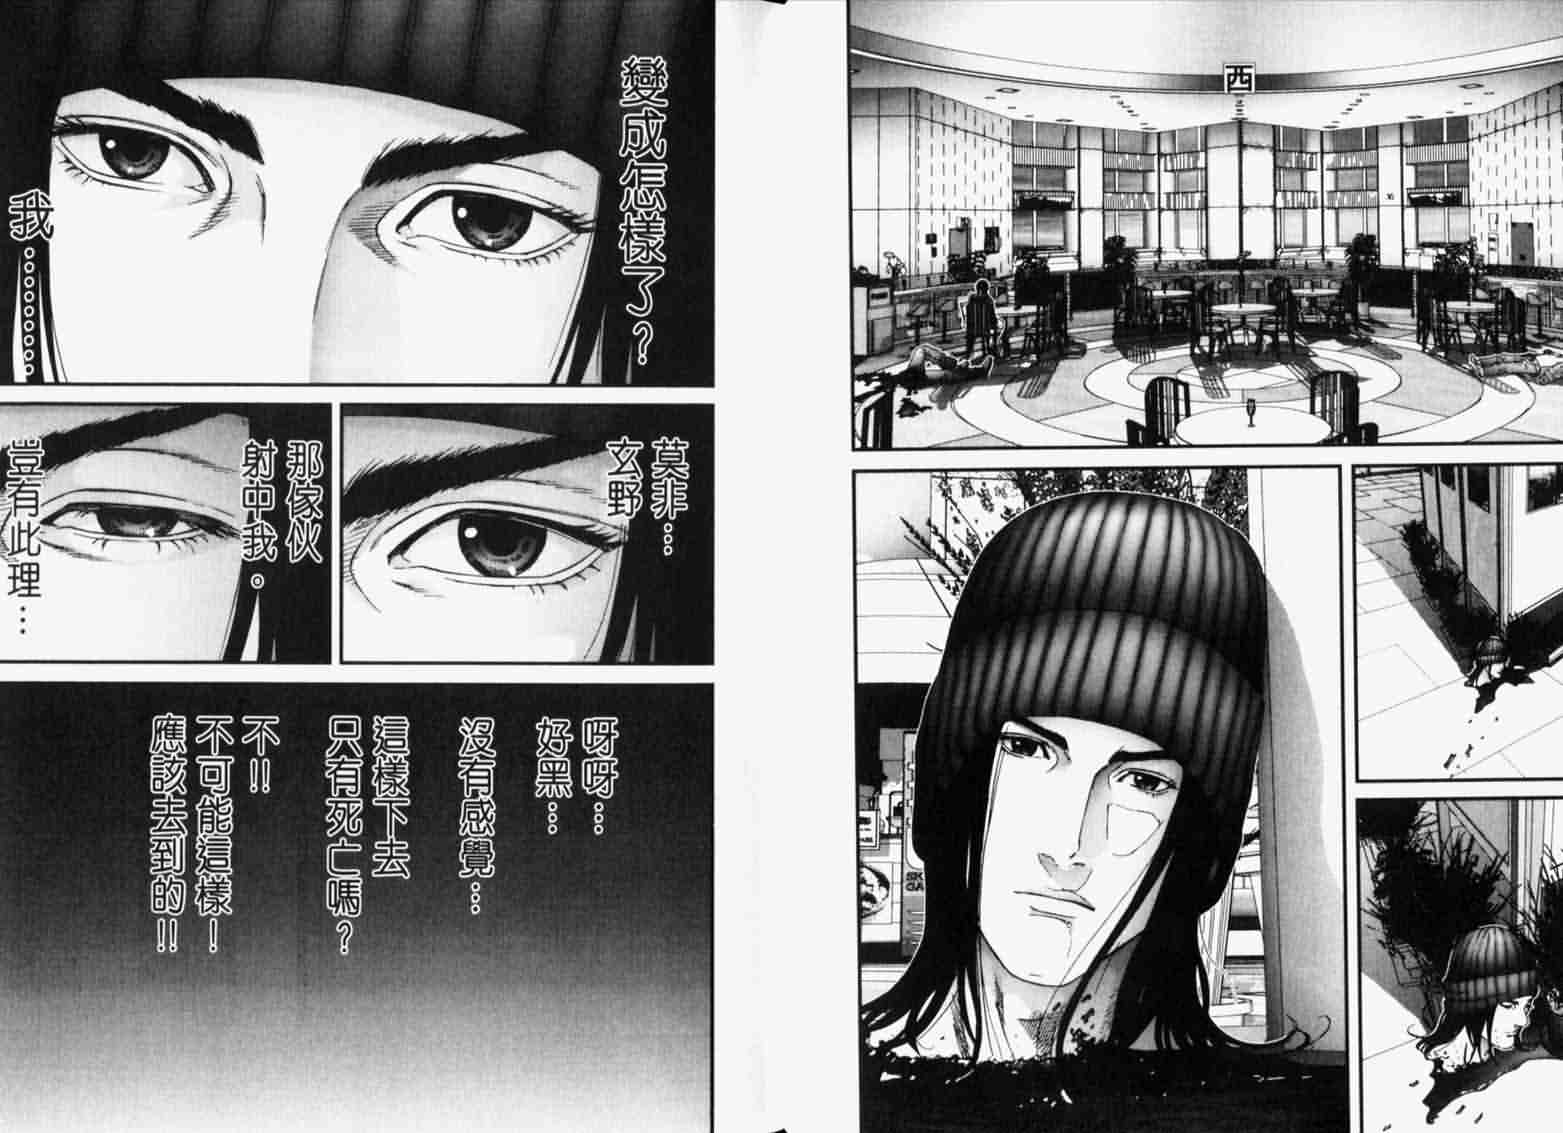 西
SK
GA
我………
變成怎樣了?
莫非…
玄野
那傢伙
射中我。
豈有此理…
呀呀…
好黑…
沒有感覺…
這樣下去
只有死亡嗎?
不!!
不可能這樣!
應該去到的!!